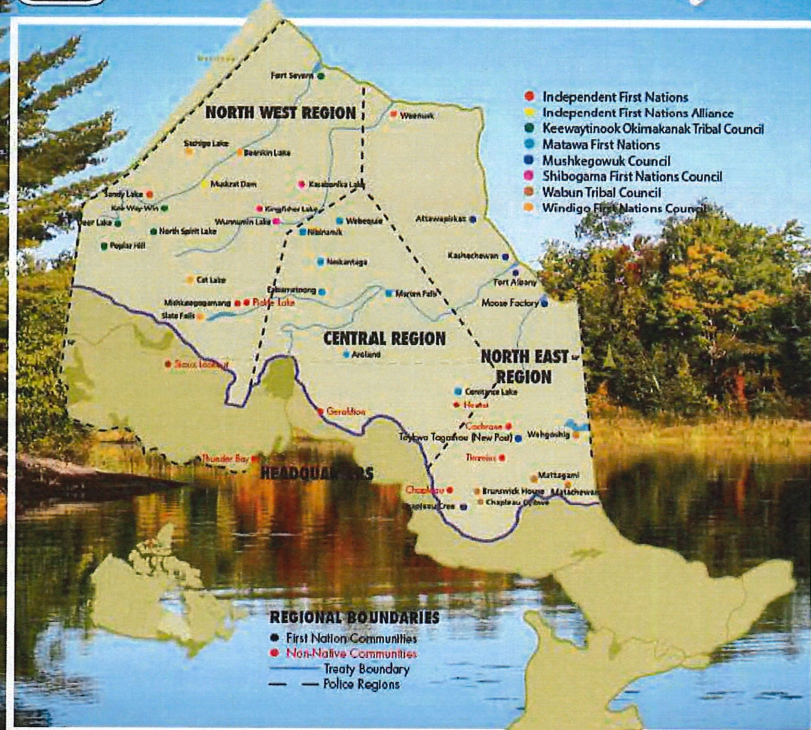 Fort Severn
NORTH WEST REGION
Weenusk
Sachigo Lake
Bearskin Lake
Muskrat Dam
Kasabonika Lake
Sandy Lake
Kee-Way-Win
Kingfisher Lake
Deer Lake
North Spirit Lake
Wunnumin Lake
Webequie
Nibinamik
Attawapiskat
Poplar Hill
Neskantaga
Kashechewan
Fort Albany
Cat Lake
Eabametoong
Marten Falls
Moose Factory
Mishkeegogamang
Pickle Lake
Slate Falls
CENTRAL REGION
Aroland
NORTH EAST
REGION
Sioux Lookout
Constance Lake
Hearst
Geraldton
Cochrane
Taykwa Tagamou (New Post)
Wahgoshig
Thunder Bay
Timmins
HEADQUARTERS
Mattagami
Chapleau
Brunswick House
Matachewan
Chapleau Cree
Chapleau Ojibwe
Independent First Nations
Independent First Nations Alliance
Keewaytinook Okimakanak Tribal Council
Matawa First Nations
Mushkegowuk Council
Shibogama First Nations Council
Wabun Tribal Council
Windigo First Nations Council
REGIONAL BOUNDARIES
First Nation Communities
Non-Native Communities
Treaty Boundary
Police Regions